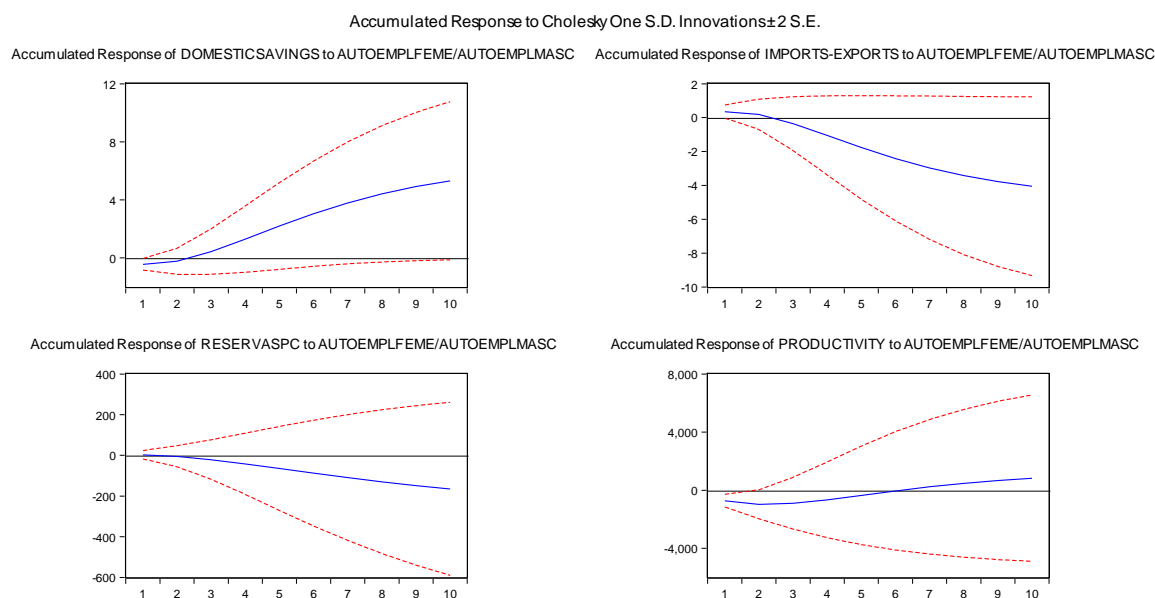 Accumulated Response to Cholesky One S.D. Innovations ± 2 S.E.
Accumulated Response of DOMESTICSAVINGS to AUTOEMPLFEME/AUTOEMPLMASC
12
8
4
0
1 2 3 4 5 6 7 8 9 10
Accumulated Response of IMPORTS-EXPORTS to AUTOEMPLFEME/AUTOEMPLMASC
2
0
-2
-4
-6
-8
-10
1 2 3 4 5 6 7 8 9 10
Accumulated Response of RESERVASPC to AUTOEMPLFEME/AUTOEMPLMASC
400
200
0
-200
-400
-600
1 2 3 4 5 6 7 8 9 10
Accumulated Response of PRODUCTIVITY to AUTOEMPLFEME/AUTOEMPLMASC
8,000
4,000
0
-4,000
1 2 3 4 5 6 7 8 9 10